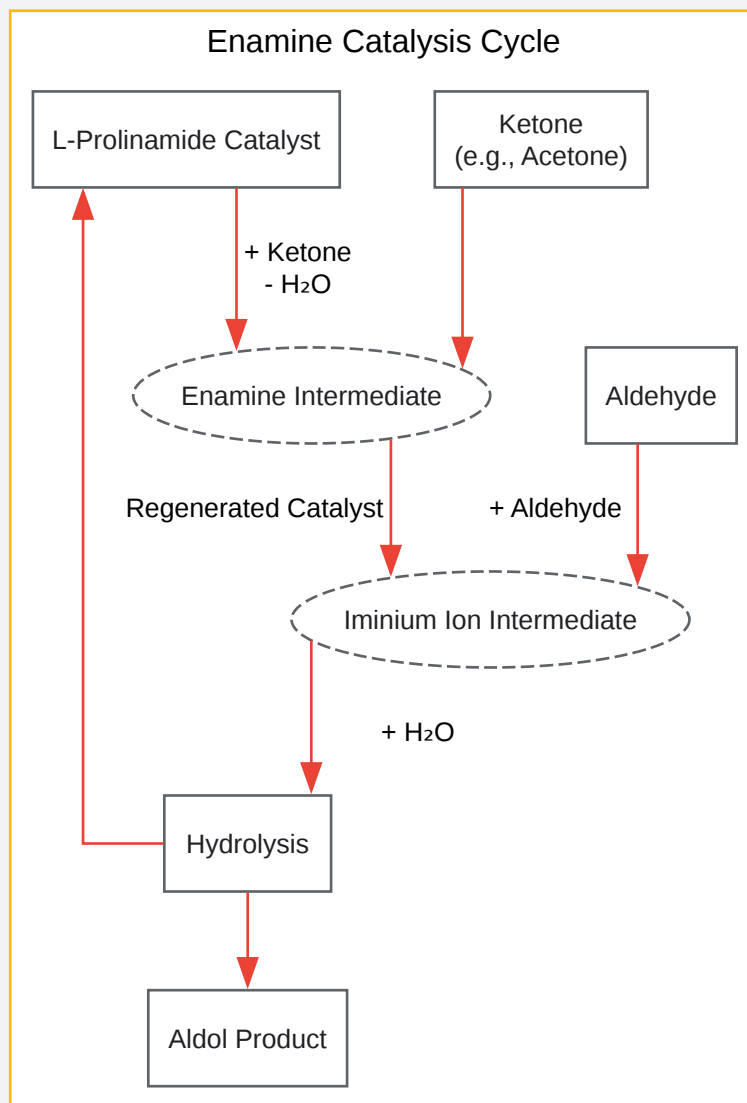 Enamine Catalysis Cycle
L-Prolinamide Catalyst
Ketone
(e.g., Acetone)
+ Ketone
- H₂O
Enamine Intermediate
Aldehyde
Regenerated Catalyst
+ Aldehyde
Iminium Ion Intermediate
+ H₂O
Hydrolysis
Aldol Product